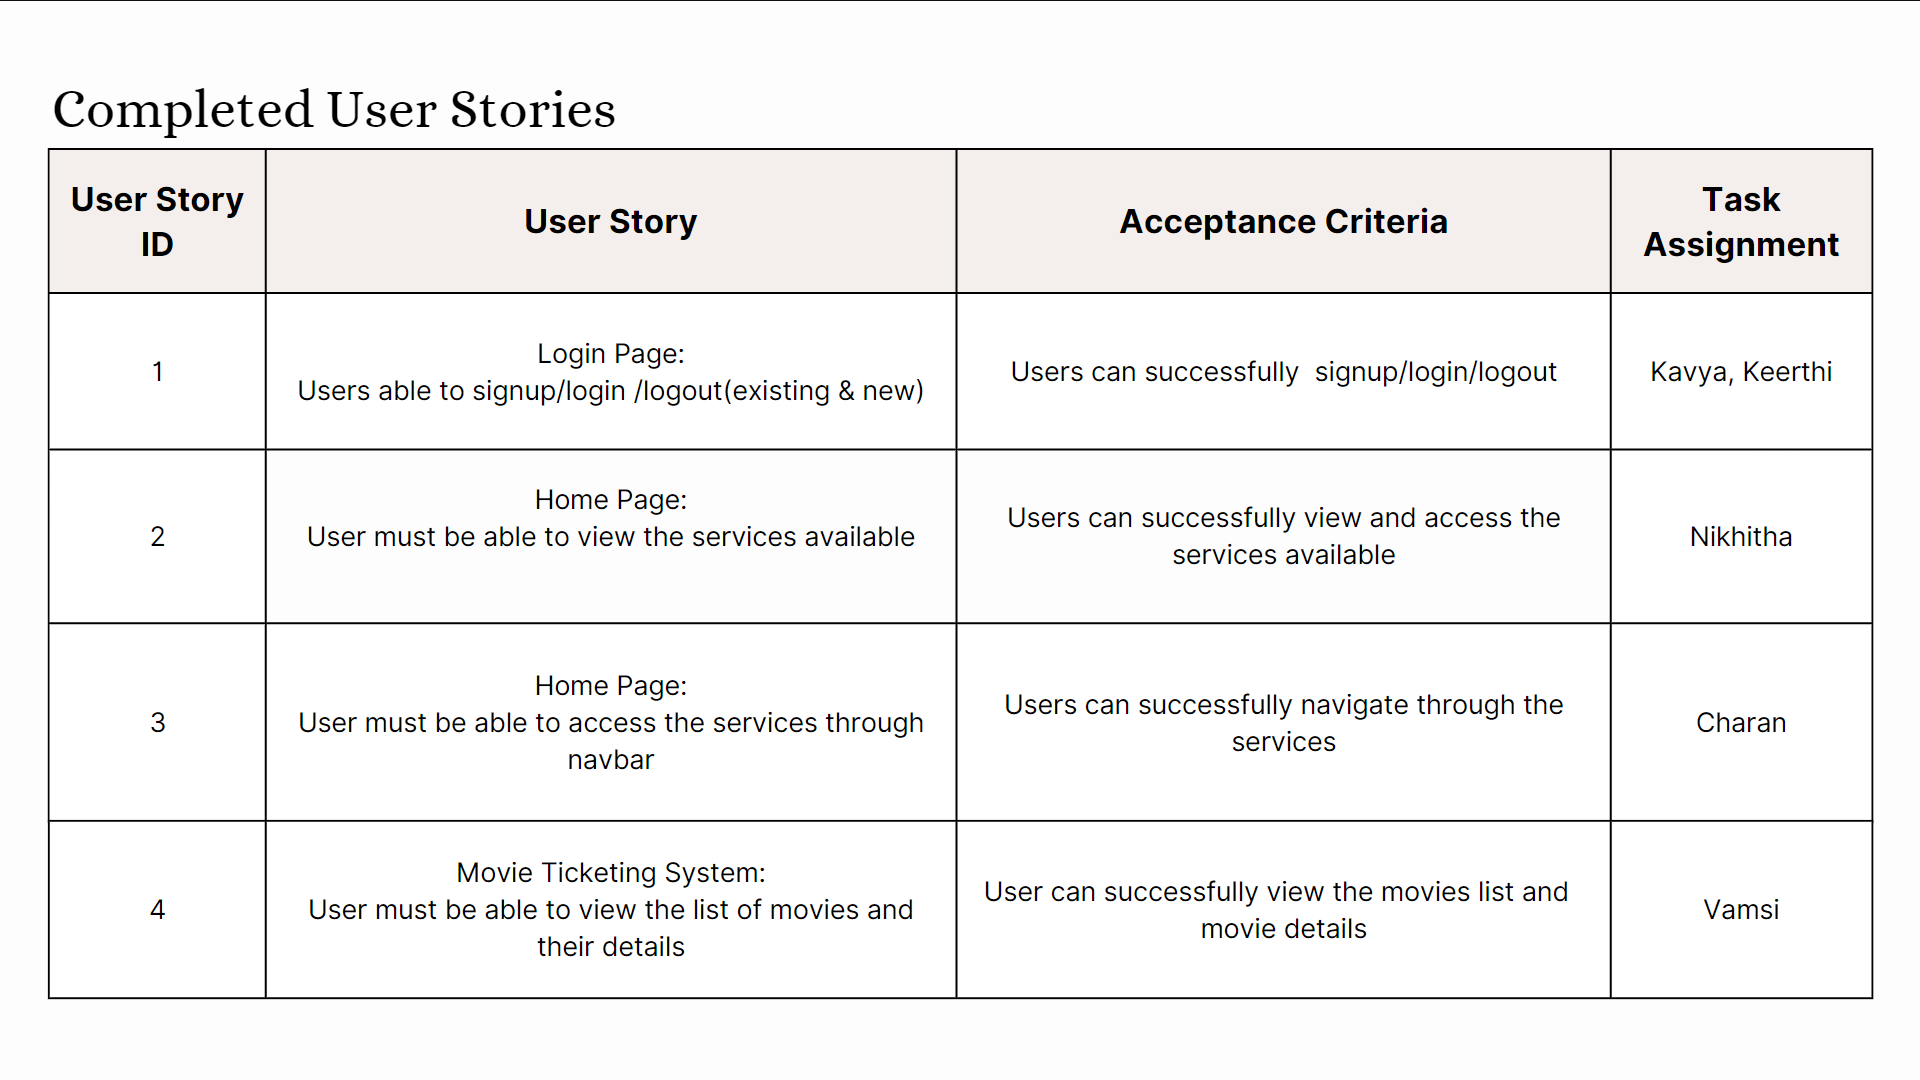 Completed User Stories
User Story
ID
User Story
Acceptance Criteria
Task
Assignment
1
Login Page:
Users able to signup/login /logout(existing & new)
Users can successfully  signup/login/logout
Kavya, Keerthi
2
Home Page:
User must be able to view the services available
Users can successfully view and access the
services available
Nikhitha
3
Home Page:
User must be able to access the services through
navbar
Users can successfully navigate through the
services
Charan
4
Movie Ticketing System:
User must be able to view the list of movies and
their details
User can successfully view the movies list and
movie details
Vamsi